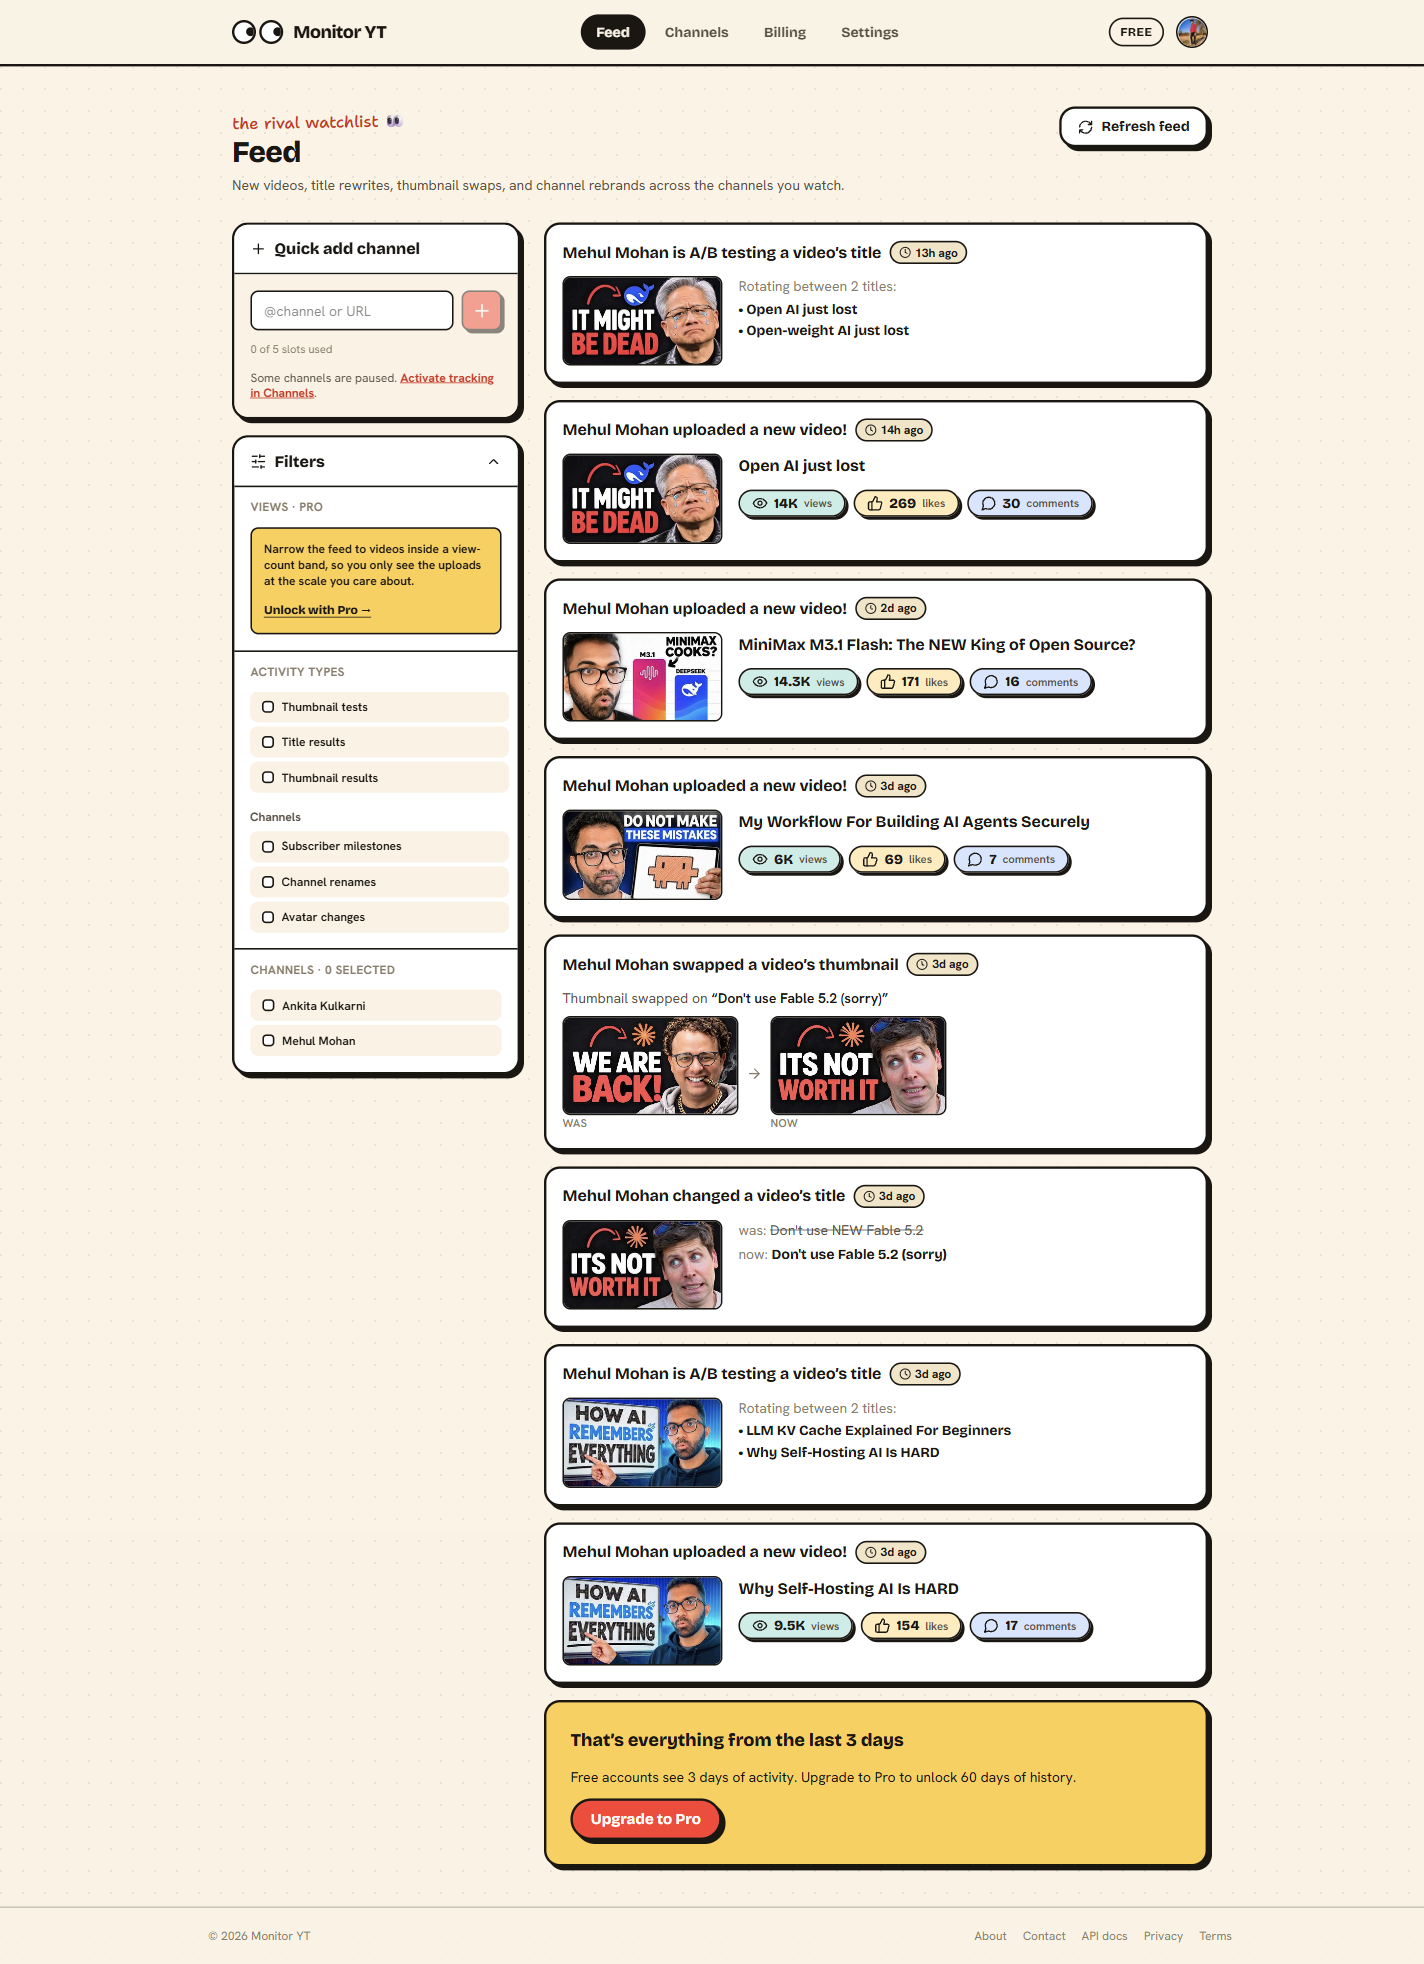 Monitor YT
Feed
Channels
Billing
Settings
FREE
the rival watchlist
Feed
New videos, title rewrites, thumbnail swaps, and channel rebrands across the channels you watch.
Refresh feed
Quick add channel
@channel or URL
0 of 5 slots used
Some channels are paused. Activate tracking
in Channels.
Filters
VIEWS · PRO
Narrow the feed to videos inside a view-
count band, so you only see the uploads
at the scale you care about.
Unlock with Pro →
ACTIVITY TYPES
Thumbnail tests
Title results
Thumbnail results
Channels
Subscriber milestones
Channel renames
Avatar changes
CHANNELS · 0 SELECTED
Ankita Kulkarni
Mehul Mohan
Mehul Mohan is A/B testing a video's title
13h ago
IT MIGHT
BE DEAD
Rotating between 2 titles:
• Open AI just lost
• Open-weight AI just lost
Mehul Mohan uploaded a new video!
14h ago
IT MIGHT
BE DEAD
Open AI just lost
14K views
269 likes
30 comments
Mehul Mohan uploaded a new video!
2d ago
MINIMAX
COOKS?
M3.1
DEEPSEEK
MiniMax M3.1 Flash: The NEW King of Open Source?
14.3K views
171 likes
16 comments
Mehul Mohan uploaded a new video!
3d ago
DO NOT MAKE
THESE MISTAKES
My Workflow For Building AI Agents Securely
6K views
69 likes
7 comments
Mehul Mohan swapped a video's thumbnail
3d ago
Thumbnail swapped on “Don't use Fable 5.2 (sorry)”
WE ARE
BACK!
→
ITS NOT
WORTH IT
WAS
NOW
Mehul Mohan changed a video's title
3d ago
ITS NOT
WORTH IT
was: Don't use NEW Fable 5.2
now: Don't use Fable 5.2 (sorry)
Mehul Mohan is A/B testing a video's title
3d ago
HOW AI
REMEMBERS
EVERYTHING
Rotating between 2 titles:
• LLM KV Cache Explained For Beginners
• Why Self-Hosting AI Is HARD
Mehul Mohan uploaded a new video!
3d ago
HOW AI
REMEMBERS
EVERYTHING
Why Self-Hosting AI Is HARD
9.5K views
154 likes
17 comments
That's everything from the last 3 days
Free accounts see 3 days of activity. Upgrade to Pro to unlock 60 days of history.
Upgrade to Pro
© 2026 Monitor YT
About
Contact
API docs
Privacy
Terms